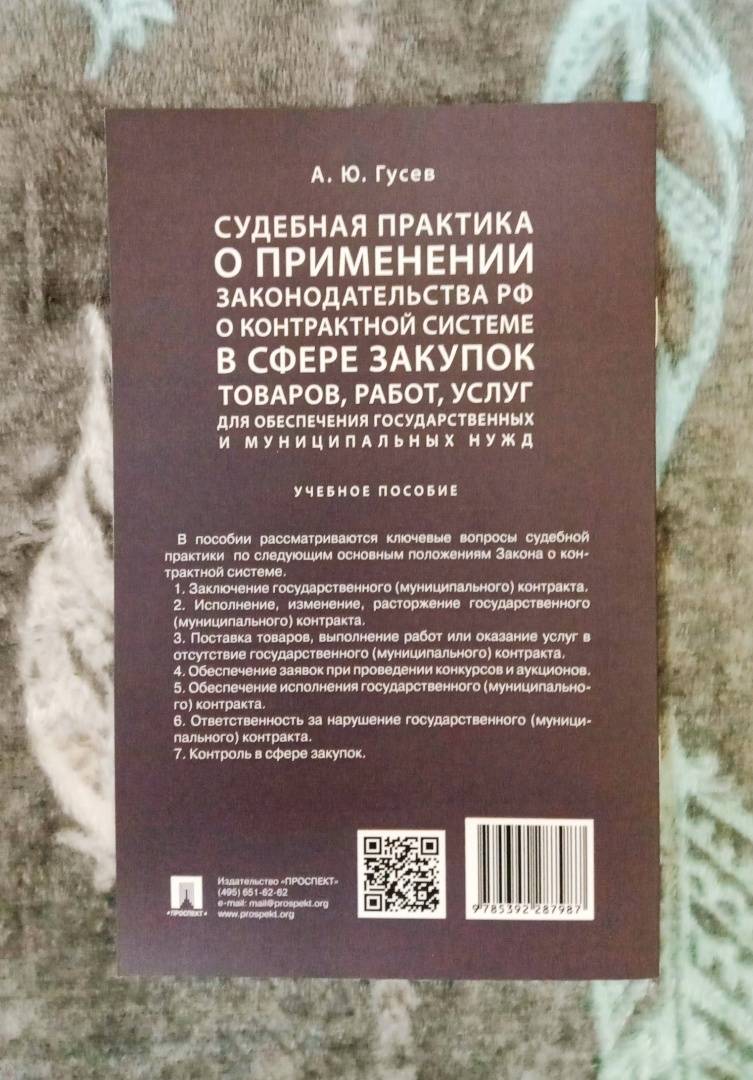 А. Ю. Гусев
СУДЕБНАЯ ПРАКТИКА
О ПРИМЕНЕНИИ
ЗАКОНОДАТЕЛЬСТВА РФ
О КОНТРАКТНОЙ СИСТЕМЕ
В СФЕРЕ ЗАКУПОК
ТОВАРОВ, РАБОТ, УСЛУГ
ДЛЯ ОБЕСПЕЧЕНИЯ ГОСУДАРСТВЕННЫХ
И МУНИЦИПАЛЬНЫХ НУЖД
УЧЕБНОЕ ПОСОБИЕ
В пособии рассматриваются ключевые вопросы судебной
практики по следующим основным положениям Закона о кон-
трактной системе.
1. Заключение государственного (муниципального) контракта.
2. Исполнение, изменение, расторжение государственного
(муниципального) контракта.
3. Поставка товаров, выполнение работ или оказание услуг в
отсутствие государственного (муниципального) контракта.
4. Обеспечение заявок при проведении конкурсов и аукционов.
5. Обеспечение исполнения государственного (муниципально-
го) контракта.
6. Ответственность за нарушение государственного (муници-
пального) контракта.
7. Контроль в сфере закупок.
•ПРОСПЕКТ•
Издательство «ПРОСПЕКТ»
(495) 651-62-62
e-mail: mail@prospekt.org
www.prospekt.org
9 785392 287987